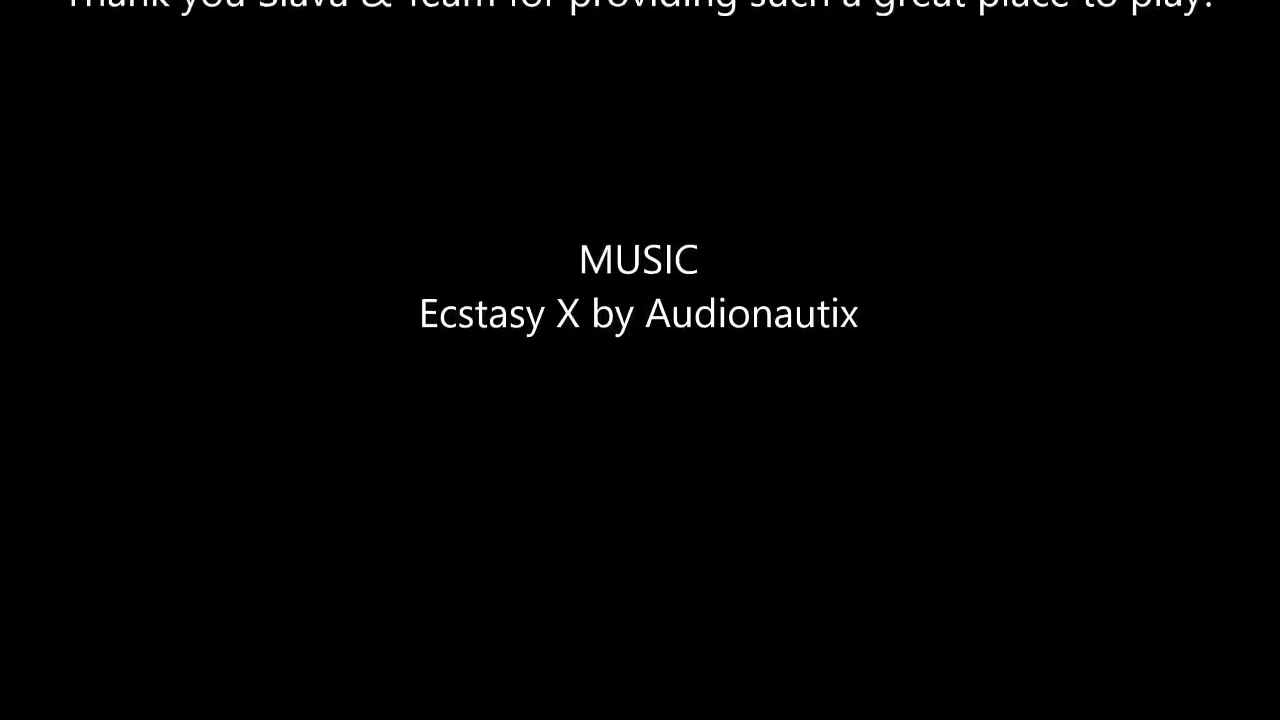 Thank you Slava & Team for providing such a great place to play!
MUSIC
Ecstasy X by Audionautix